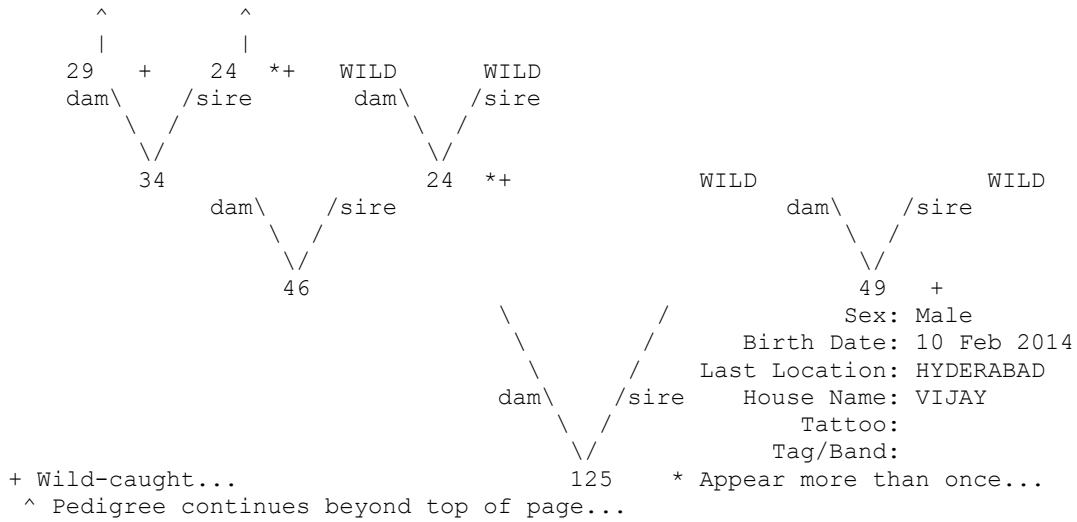 ^ ^
| |
29 + 24 *+ WILD WILD
dam\ /sire dam\ /sire
\ / \ /
\/ \/
34 24 *+ WILD WILD
dam\ /sire dam\ /sire
\ / \ /
\/ \/
46 49 +
\ / Sex: Male
\ / Birth Date: 10 Feb 2014
\ / Last Location: HYDERABAD
dam\ /sire House Name: VIJAY
\ / Tattoo:
\/ Tag/Band:
+ Wild-caught... 125 * Appear more than once...
^ Pedigree continues beyond top of page...